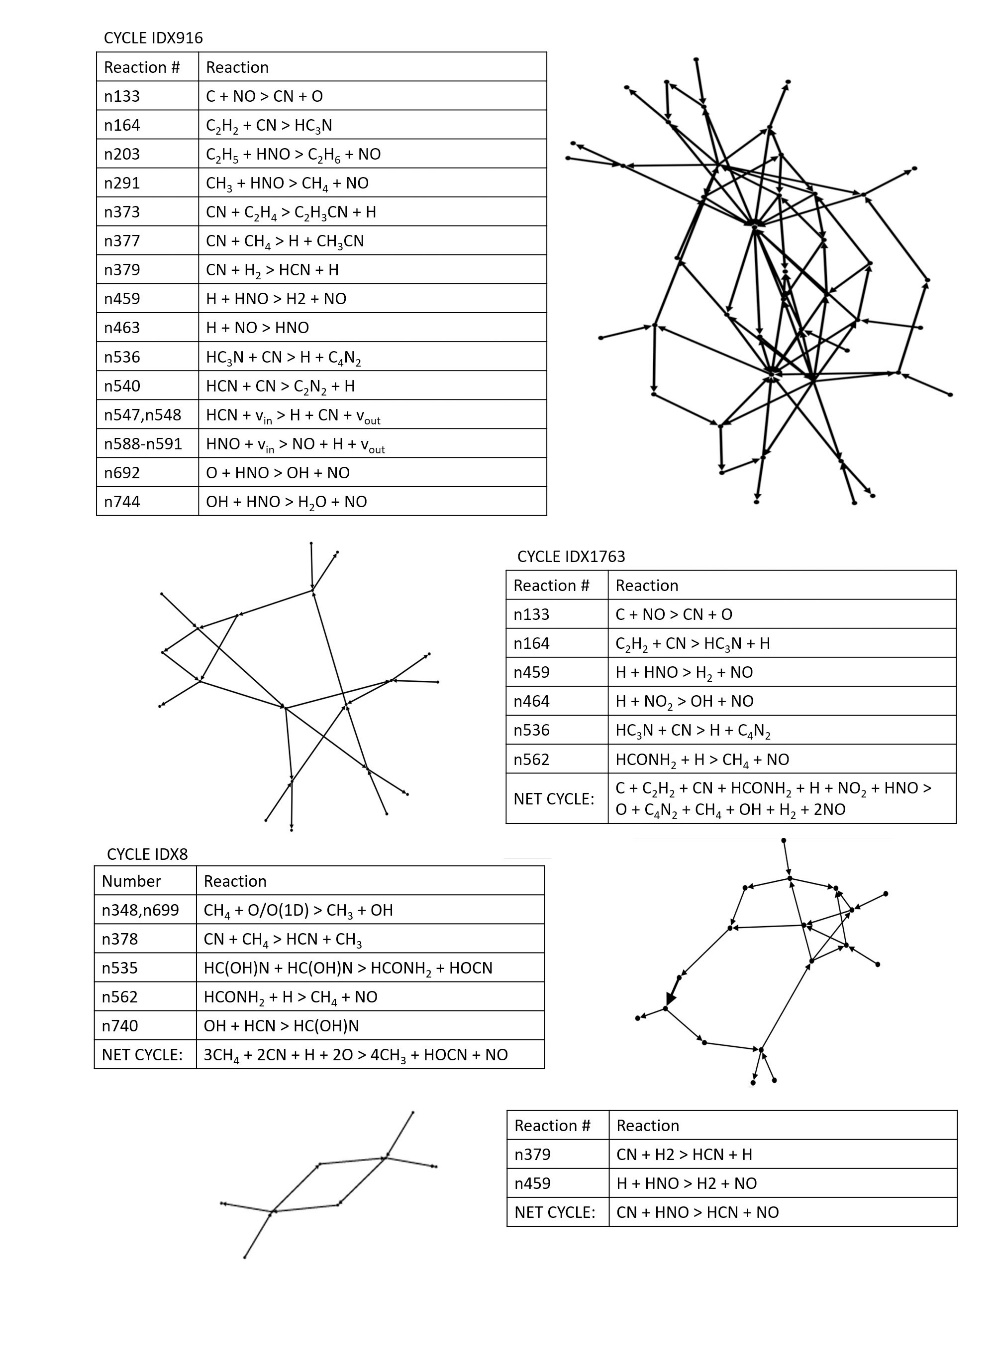 CYCLE IDX916
Reaction # Reaction
n133 C + NO > CN + O
n164 C₂H₂ + CN > HC₃N
n203 C₂H₅ + HNO > C₂H₆ + NO
n291 CH₃ + HNO > CH₄ + NO
n373 CN + C₂H₄ > C₂H₃CN + H
n377 CN + CH₄ > H + CH₃CN
n379 CN + H₂ > HCN + H
n459 H + HNO > H2 + NO
n463 H + NO > HNO
n536 HC₃N + CN > H + C₄N₂
n540 HCN + CN > C₂N₂ + H
n547,n548 HCN + vᵢₙ > H + CN + vₒᵤₜ
n588-n591 HNO + vᵢₙ > NO + H + vₒᵤₜ
n692 O + HNO > OH + NO
n744 OH + HNO > H₂O + NO
CYCLE IDX1763
Reaction # Reaction
n133 C + NO > CN + O
n164 C₂H₂ + CN > HC₃N + H
n459 H + HNO > H₂ + NO
n464 H + NO₂ > OH + NO
n536 HC₃N + CN > H + C₄N₂
n562 HCONH₂ + H > CH₄ + NO
NET CYCLE: C + C₂H₂ + CN + HCONH₂ + H + NO₂ + HNO >
O + C₄N₂ + CH₄ + OH + H₂ + 2NO
CYCLE IDX8
Number Reaction
n348,n699 CH₄ + O/O(1D) > CH₃ + OH
n378 CN + CH₄ > HCN + CH₃
n535 HC(OH)N + HC(OH)N > HCONH₂ + HOCN
n562 HCONH₂ + H > CH₄ + NO
n740 OH + HCN > HC(OH)N
NET CYCLE: 3CH₄ + 2CN + H + 2O > 4CH₃ + HOCN + NO
Reaction # Reaction
n379 CN + H2 > HCN + H
n459 H + HNO > H2 + NO
NET CYCLE: CN + HNO > HCN + NO